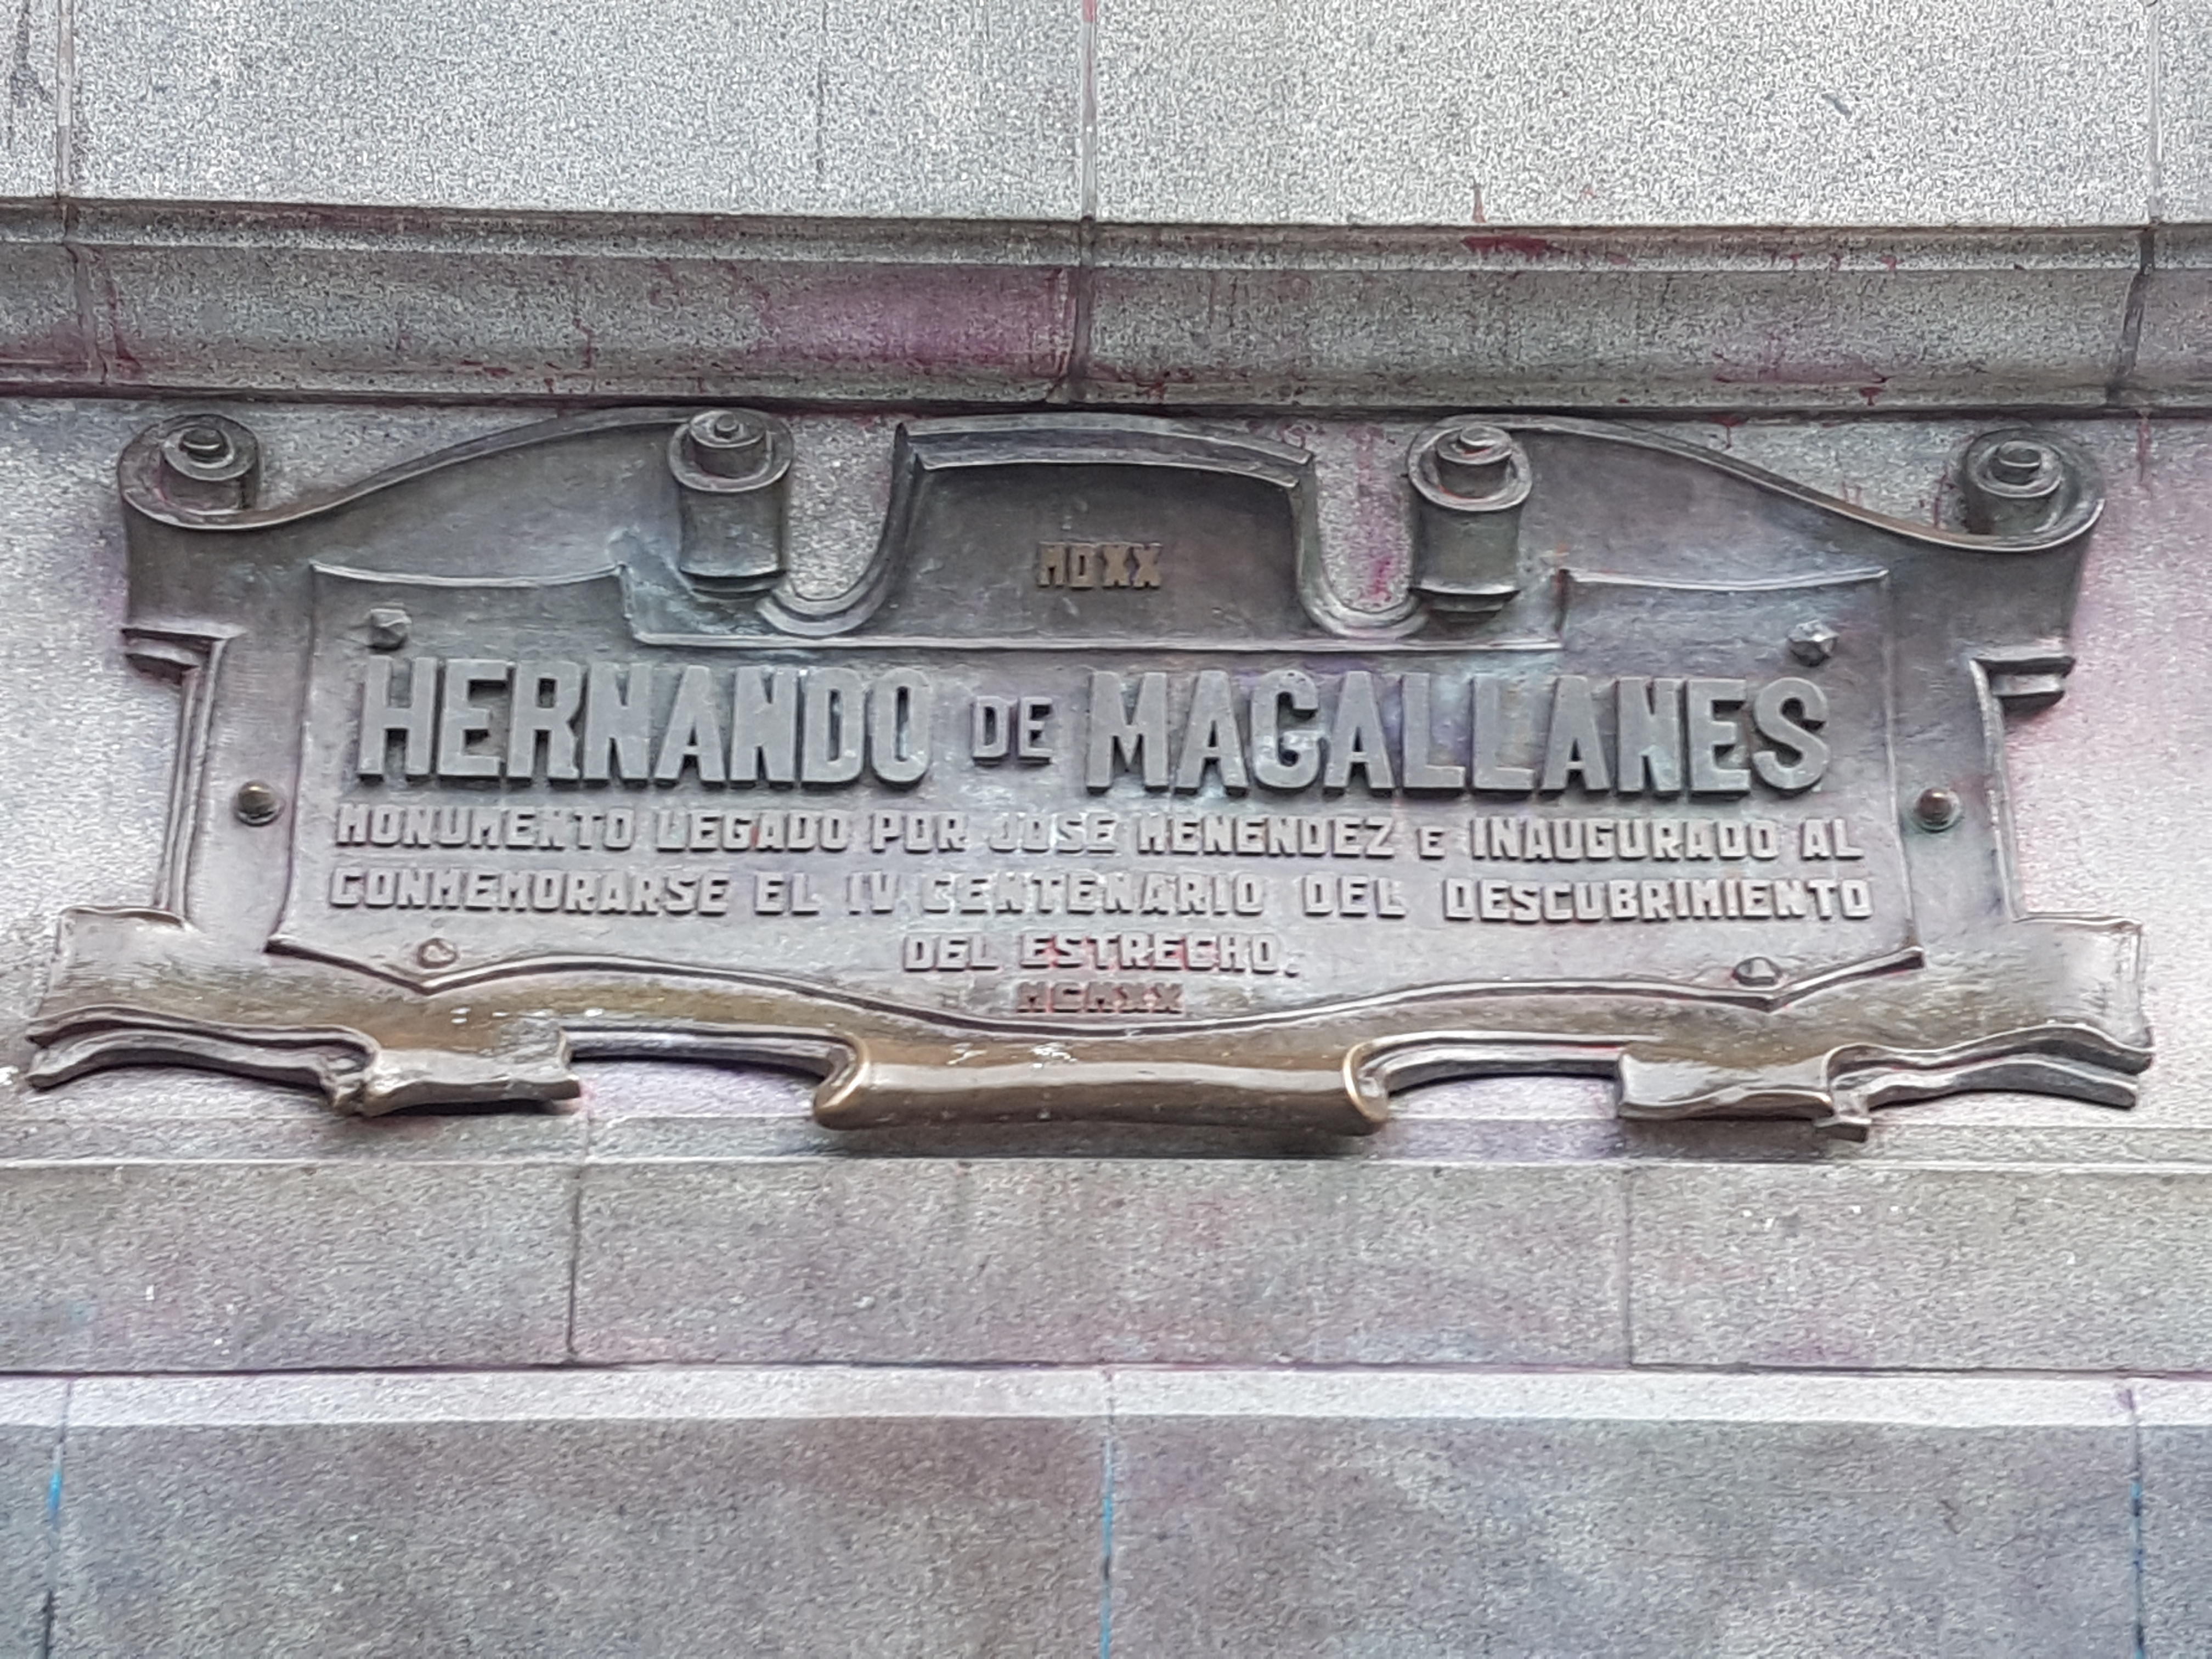 MDXX
HERNANDO DE MAGALLANES
MONUMENTO LEGADO POR JOSE MENENDEZ E INAUGURADO AL
CONMEMORARSE EL IV CENTENARIO DEL DESCUBRIMIENTO
DEL ESTRECHO.
MCMXX